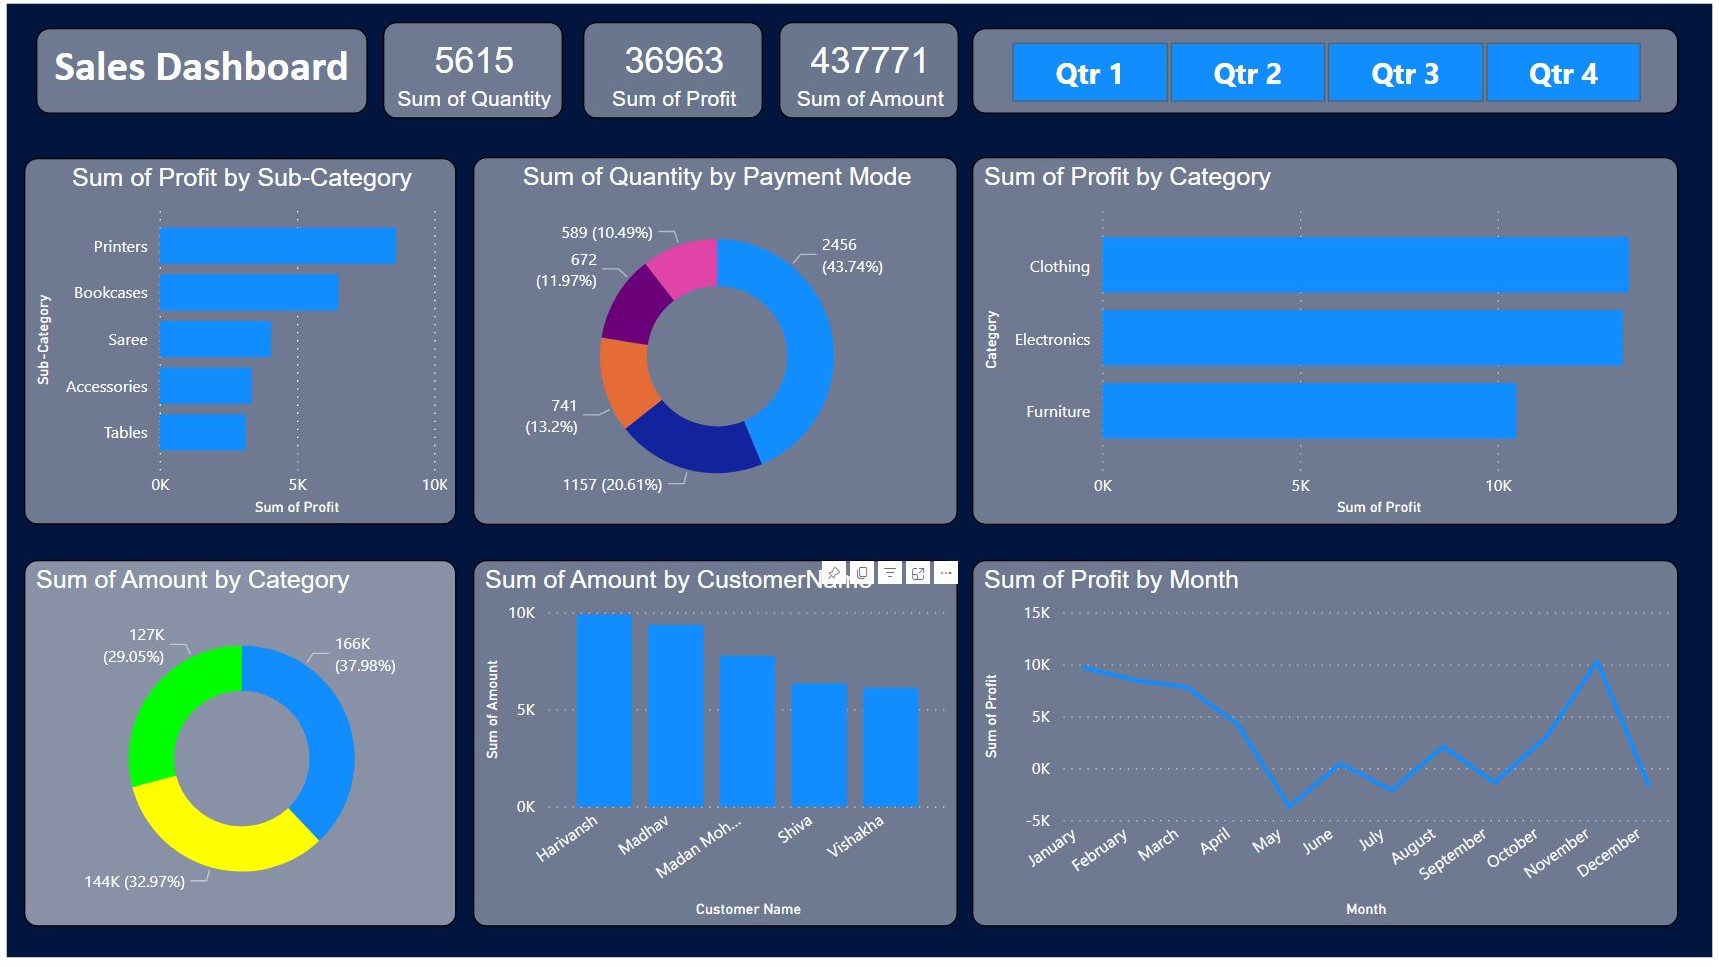 Sales Dashboard
5615
Sum of Quantity
36963
Sum of Profit
437771
Sum of Amount
Qtr 1
Qtr 2
Qtr 3
Qtr 4
Sum of Profit by Sub-Category
Sub-Category
Printers
Bookcases
Saree
Accessories
Tables
0K
5K
10K
Sum of Profit
Sum of Quantity by Payment Mode
589 (10.49%)
672
(11.97%)
741
(13.2%)
1157 (20.61%)
2456
(43.74%)
Sum of Profit by Category
Category
Clothing
Electronics
Furniture
0K
5K
10K
Sum of Profit
Sum of Amount by Category
127K
(29.05%)
166K
(37.98%)
144K (32.97%)
Sum of Amount by CustomerName
Sum of Amount
10K
5K
0K
Harivansh
Madhav
Madan Moh...
Shiva
Vishakha
Customer Name
Sum of Profit by Month
Sum of Profit
15K
10K
5K
0K
-5K
January
February
March
April
May
June
July
August
September
October
November
December
Month